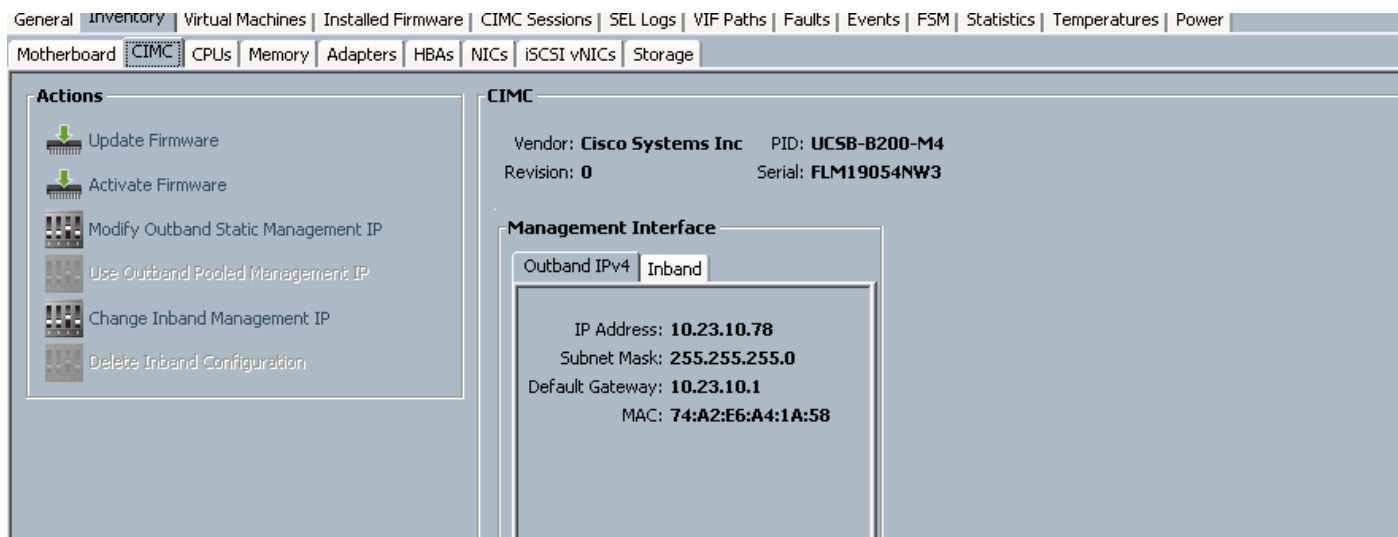 General Inventory Virtual Machines Installed Firmware CIMC Sessions SEL Logs VIF Paths Faults Events FSM Statistics Temperatures Power
Motherboard CIMC CPUs Memory Adapters HBAs NICs iSCSI vNICs Storage
Actions
Update Firmware
Activate Firmware
Modify Outband Static Management IP
Use Outband Pooled Management IP
Change Inband Management IP
Delete Inband Configuration
CIMC
Vendor: Cisco Systems Inc PID: UCSB-B200-M4
Revision: 0 Serial: FLM19054NW3
Management Interface
Outband IPv4 Inband
IP Address: 10.23.10.78
Subnet Mask: 255.255.255.0
Default Gateway: 10.23.10.1
MAC: 74:A2:E6:A4:1A:58